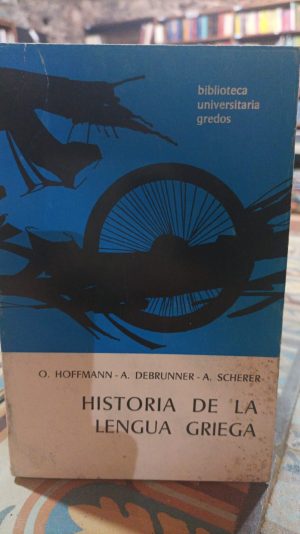 biblioteca
universitaria
gredos
O. HOFFMANN - A. DEBRUNNER - A. SCHERER
HISTORIA DE LA
LENGUA GRIEGA